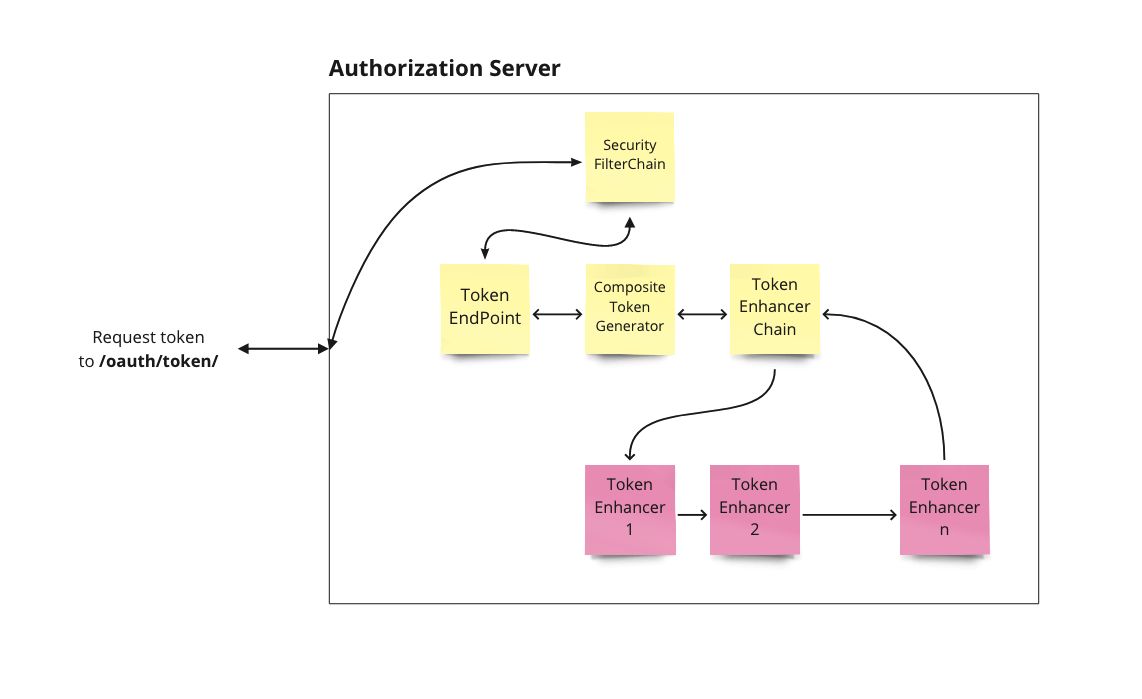 Authorization Server
Security
FilterChain
Token
EndPoint
Composite
Token
Generator
Token
Enhancer
Chain
Request token
to /oauth/token/
Token
Enhancer
1
Token
Enhancer
2
Token
Enhancer
n